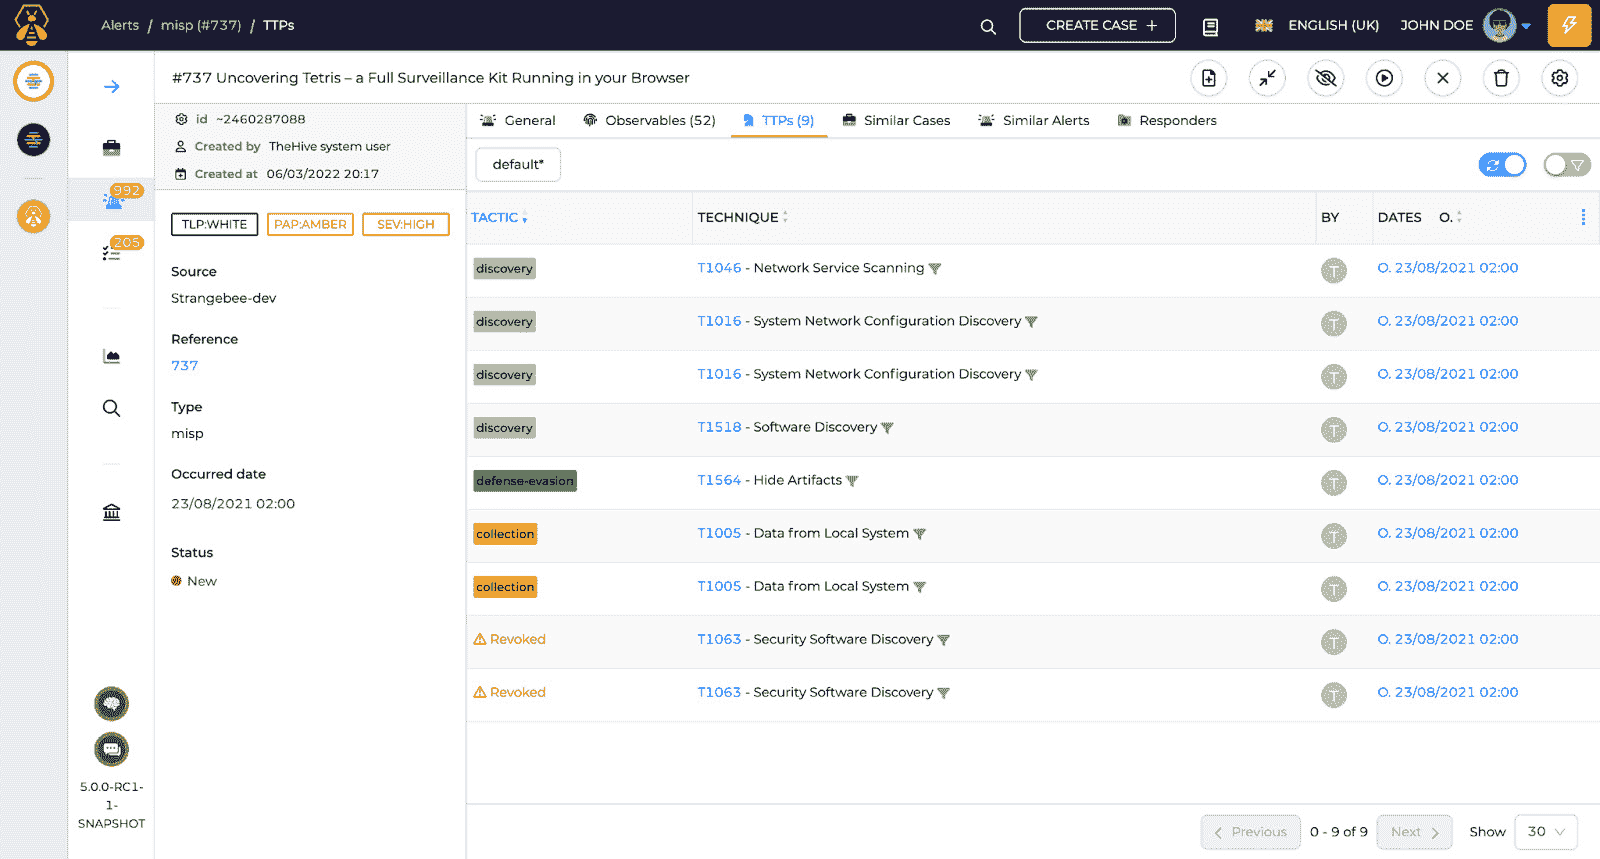 Alerts / misp (#737) / TTPs
CREATE CASE +
ENGLISH (UK)
JOHN DOE
#737 Uncovering Tetris – a Full Surveillance Kit Running in your Browser
992
205
5.0.0-RC1-
1-
SNAPSHOT
id ~2460287088
Created by TheHive system user
Created at 06/03/2022 20:17
TLP:WHITE PAP:AMBER SEV:HIGH
Source
Strangebee-dev
Reference
737
Type
misp
Occurred date
23/08/2021 02:00
Status
New
General Observables (52) TTPs (9) Similar Cases Similar Alerts Responders
default*
TACTIC TECHNIQUE BY DATES O.
discovery T1046 - Network Service Scanning T O. 23/08/2021 02:00
discovery T1016 - System Network Configuration Discovery T O. 23/08/2021 02:00
discovery T1016 - System Network Configuration Discovery T O. 23/08/2021 02:00
discovery T1518 - Software Discovery T O. 23/08/2021 02:00
defense-evasion T1564 - Hide Artifacts T O. 23/08/2021 02:00
collection T1005 - Data from Local System T O. 23/08/2021 02:00
collection T1005 - Data from Local System T O. 23/08/2021 02:00
Revoked T1063 - Security Software Discovery T O. 23/08/2021 02:00
Revoked T1063 - Security Software Discovery T O. 23/08/2021 02:00
Previous 0 - 9 of 9 Next Show 30